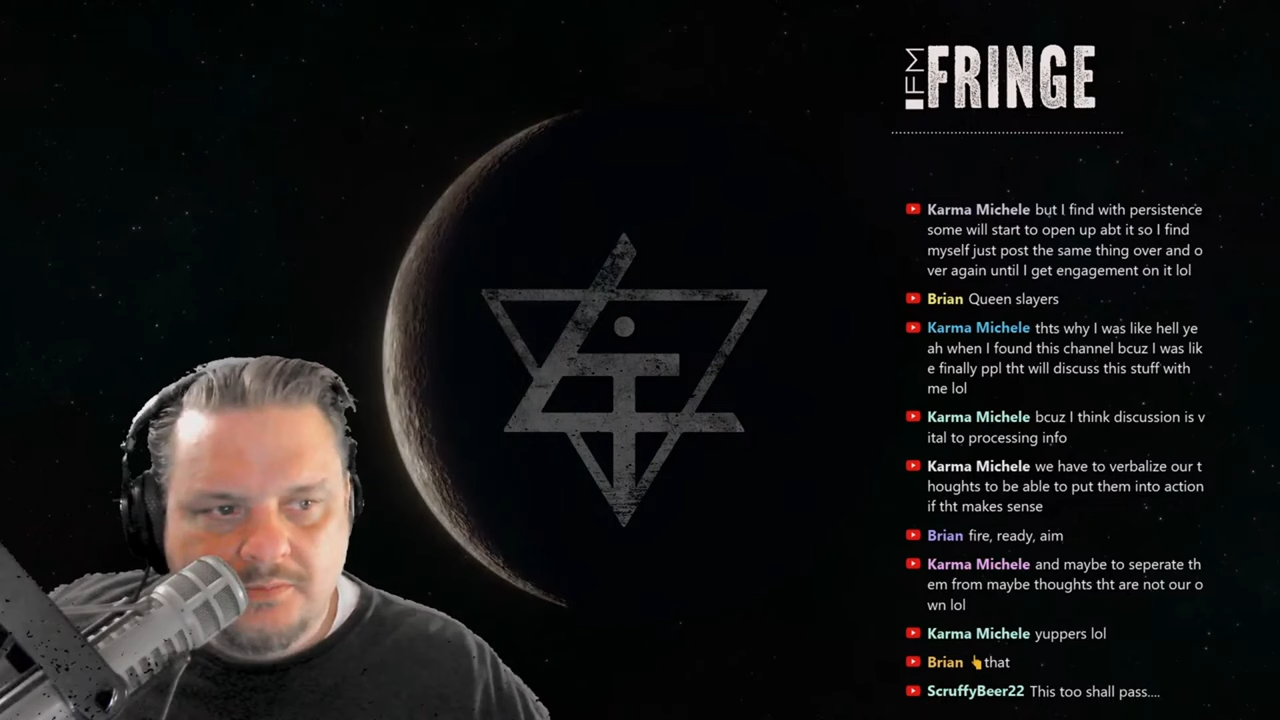 .FM
FRINGE
Karma Michele but I find with persistence
some will start to open up abt it so I find
myself just post the same thing over and o
ver again until I get engagement on it lol
Brian Queen slayers
Karma Michele thts why I was like hell ye
ah when I found this channel bcuz I was lik
e finally ppl tht will discuss this stuff with
me lol
Karma Michele bcuz I think discussion is v
ital to processing info
Karma Michele we have to verbalize our t
houghts to be able to put them into action
if tht makes sense
Brian fire, ready, aim
Karma Michele and maybe to seperate th
em from maybe thoughts tht are not our o
wn lol
Karma Michele yuppers lol
Brian 👆that
ScruffyBeer22 This too shall pass....